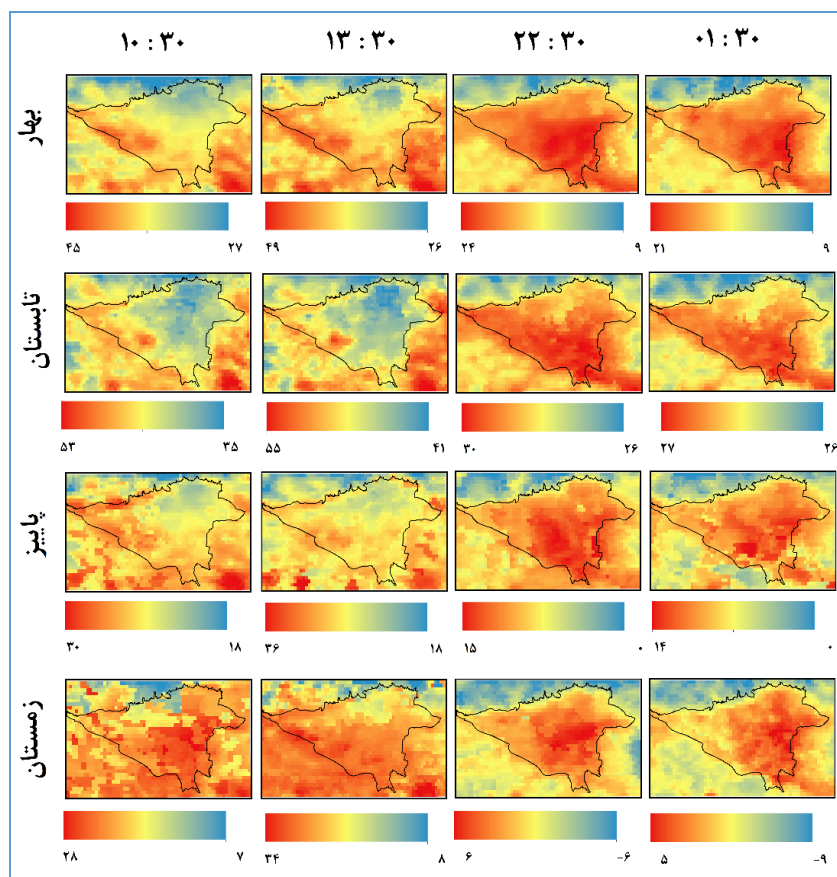 ۱۰ : ۳۰ ۱۳ : ۳۰ ۲۲ : ۳۰ ۰۱ : ۳۰
بهار
۴۵ ۲۷ ۴۹ ۲۶ ۲۴ ۹ ۲۱ ۹
تابستان
۵۳ ۳۵ ۵۵ ۴۱ ۳۰ ۲۶ ۲۷ ۲۶
پاییز
۳۰ ۱۸ ۳۶ ۱۸ ۱۵ ۰ ۱۴ ۰
زمستان
۲۸ ۷ ۳۴ ۸ ۶ -۶ ۵ -۹